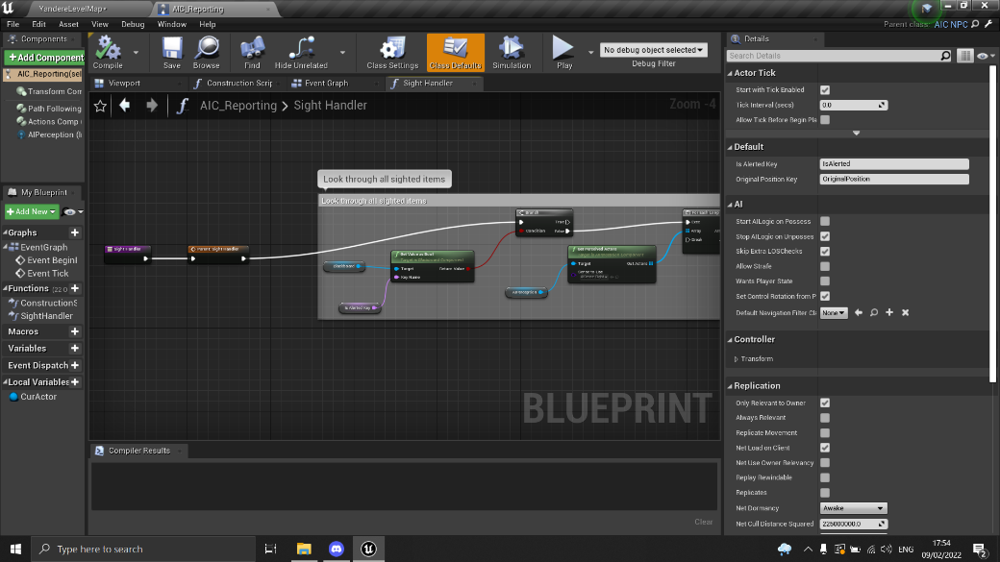 YandereLevelMap*
AIC_Reporting
File Edit Asset View Debug Window Help
Parent class: AIC NPC
Components
+Add Component
AIC_Reporting(sel
Transform Com
Path Following
Actions Comp
AIPerception (I
My Blueprint
+Add New
Graphs
EventGraph
Event BeginI
Event Tick
Functions (22 O
ConstructionS
SightHandler
Macros
Variables
Event Dispatch
Local Variables
CurActor
Compile
Save
Browse
Find
Hide Unrelated
Class Settings
Class Defaults
Simulation
Play
No debug object selected
Debug Filter
Viewport
Construction Scrip
Event Graph
Sight Handler
AIC_Reporting > Sight Handler
Zoom -4
Look through all sighted items
Look through all sighted items
Sight Handler
Parent: Sight Handler
Blackboard
Is Alerted Key
Get Value as Bool
Target is Blackboard Component
Target
Return Value
Key Name
Branch
True
Condition
False
AIPerception
Get Perceived Actors
Target
Out Actors
Sense to Use
For Each Loop
Exec
Array
Break
BLUEPRINT
Compiler Results
Clear
Details
Search Details
Actor Tick
Start with Tick Enabled
Tick Interval (secs) 0.0
Allow Tick Before Begin Pla
Default
Is Alerted Key IsAlerted
Original Position Key OriginalPosition
AI
Start AILogic on Possess
Stop AILogic on Unposses
Skip Extra LOSChecks
Allow Strafe
Wants Player State
Set Control Rotation from P
Default Navigation Filter Cl None
Controller
Transform
Replication
Only Relevant to Owner
Always Relevant
Replicate Movement
Net Load on Client
Net Use Owner Relevancy
Replay Rewindable
Replicates
Net Dormancy Awake
Net Cull Distance Squared 225000000.0
Type here to search
ENG
17:54
09/02/2022
2